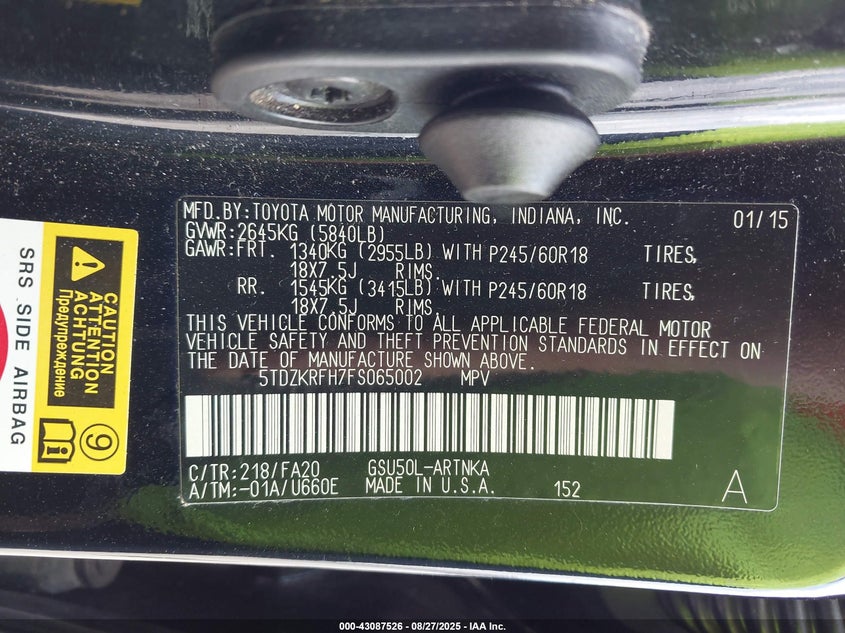 MFD.BY:TOYOTA MOTOR MANUFACTURING, INDIANA, INC. 01/15
GVWR:2645KG (5840LB)
GAWR:FRT. 1340KG (2955LB) WITH P245/60R18 TIRES,
18X7.5J RIMS.
RR. 1545KG (3415LB) WITH P245/60R18 TIRES,
18X7.5J RIMS.
THIS VEHICLE CONFORMS TO ALL APPLICABLE FEDERAL MOTOR
VEHICLE SAFETY AND THEFT PREVENTION STANDARDS IN EFFECT ON
THE DATE OF MANUFACTURE SHOWN ABOVE.
5TDZKRFH7FS065002 MPV
C/TR:218/FA20 GSU50L-ARTNKA
A/TM:-01A/U660E MADE IN U.S.A. 152 A
CAUTION
ATTENTION
ACHTUNG
Предупреждение
9
SRS SIDE AIRBAG
000-43087526 - 08/27/2025 - IAA Inc.